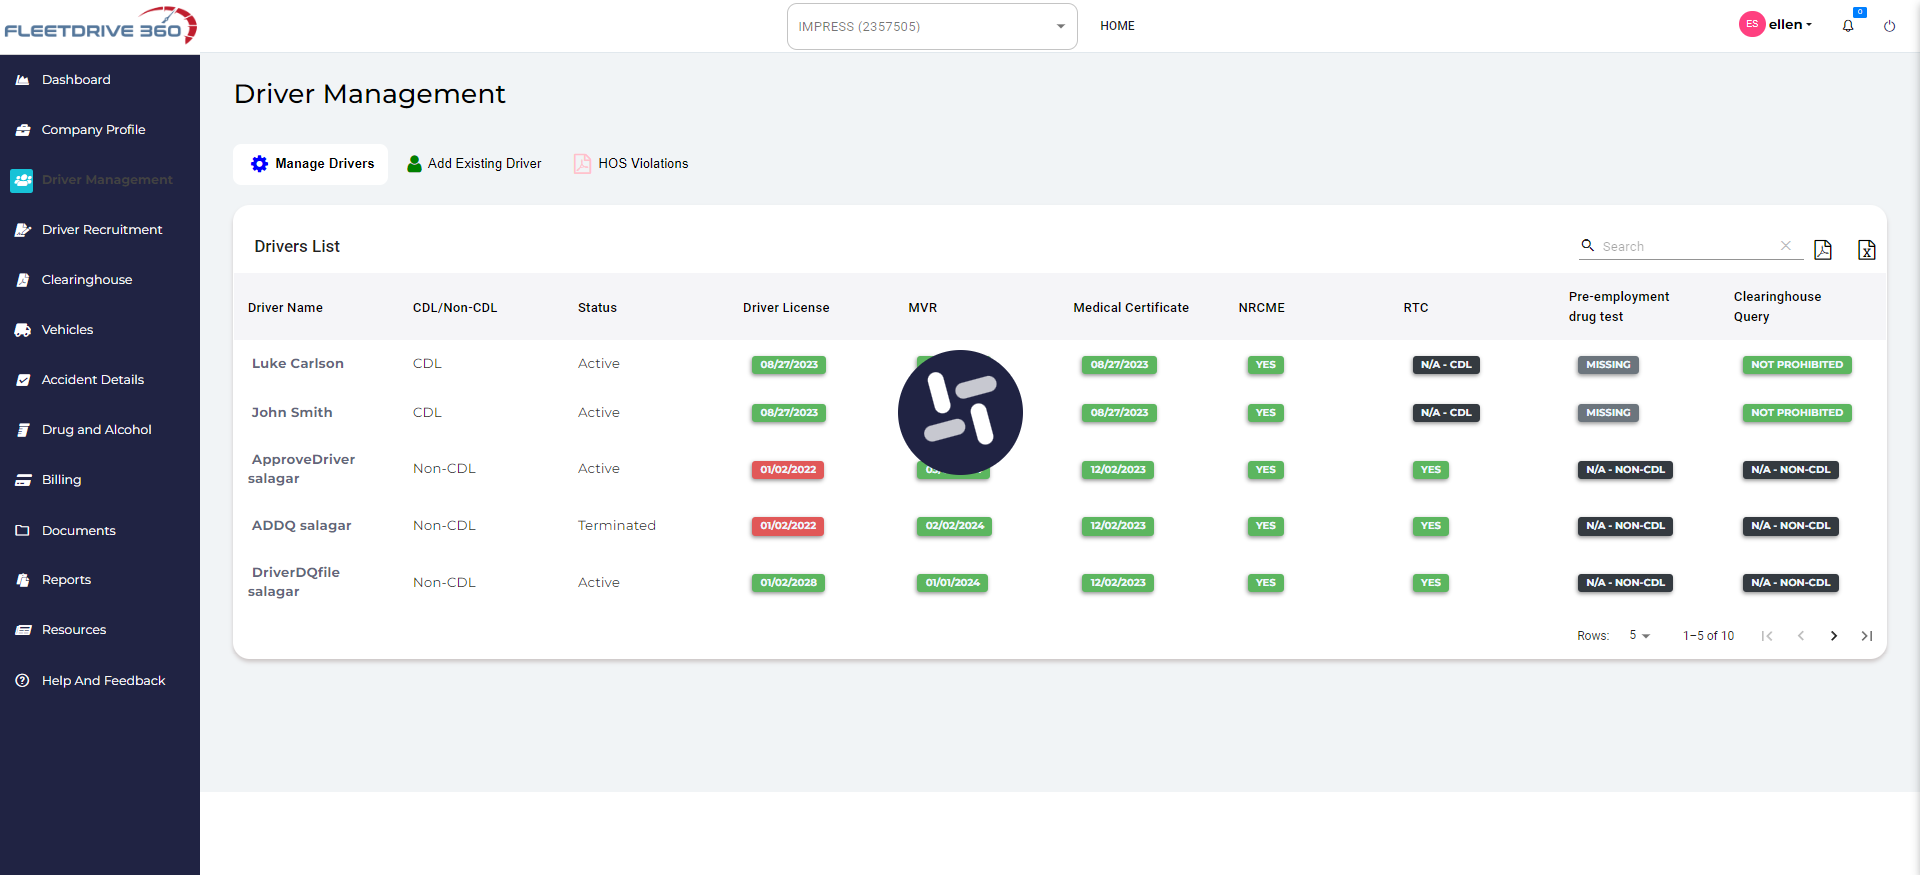 FLEETDRIVE 360
IMPRESS (2357505)
HOME
ES
ellen
0
Dashboard
Company Profile
Driver Management
Driver Recruitment
Clearinghouse
Vehicles
Accident Details
Drug and Alcohol
Billing
Documents
Reports
Resources
Help And Feedback
Driver Management
Manage Drivers
Add Existing Driver
HOS Violations
Drivers List
Search
Driver Name CDL/Non-CDL Status Driver License MVR Medical Certificate NRCME RTC Pre-employment Clearinghouse
drug test Query
Luke Carlson CDL Active 08/27/2023 08/27/2023 YES N/A - CDL MISSING NOT PROHIBITED
John Smith CDL Active 08/27/2023 08/27/2023 YES N/A - CDL MISSING NOT PROHIBITED
ApproveDriver
salagar Non-CDL Active 01/02/2022 12/02/2023 YES YES N/A - NON-CDL N/A - NON-CDL
ADDQ salagar Non-CDL Terminated 01/02/2022 02/02/2024 12/02/2023 YES YES N/A - NON-CDL N/A - NON-CDL
DriverDQfile
salagar Non-CDL Active 01/02/2028 01/01/2024 12/02/2023 YES YES N/A - NON-CDL N/A - NON-CDL
Rows: 5 1–5 of 10